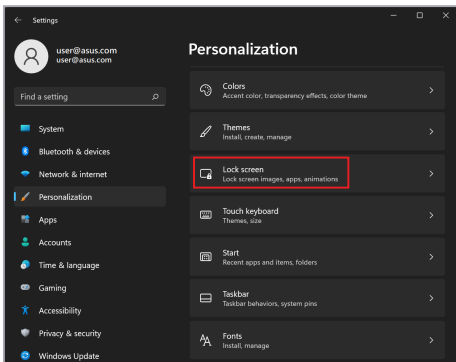 Settings
user@asus.com
user@asus.com
Find a setting
System
Bluetooth & devices
Network & internet
Personalization
Apps
Accounts
Time & language
Gaming
Accessibility
Privacy & security
Windows Update
Personalization
Colors
Accent color, transparency effects, color theme
Themes
Install, create, manage
Lock screen
Lock screen images, apps, animations
Touch keyboard
Themes, size
Start
Recent apps and items, folders
Taskbar
Taskbar behaviors, system pins
Fonts
Install, manage